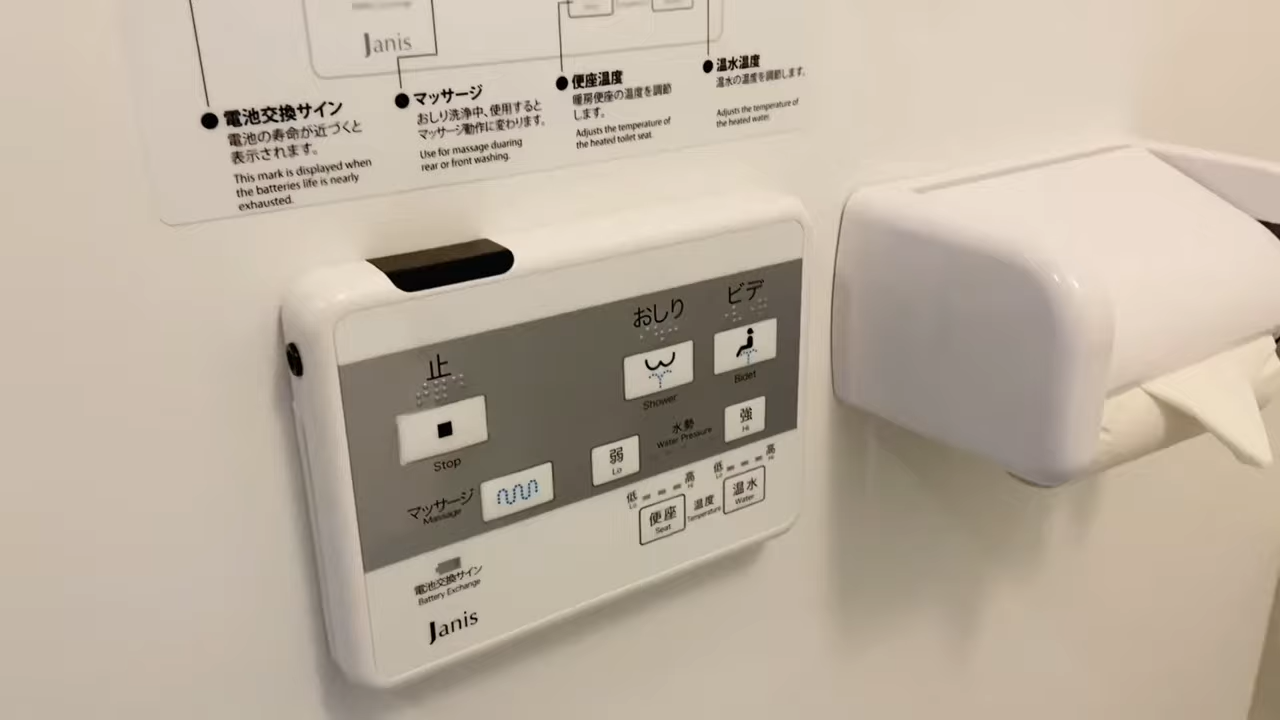 Janis
電池交換サイン
電池の寿命が近づくと
表示されます。
This mark is displayed when
the batteries life is nearly
exhausted.
マッサージ
おしり洗浄中、使用すると
マッサージ動作に変わります。
Use for massage duaring
rear or front washing.
便座温度
暖房便座の温度を調節
します。
Adjusts the temperature of
the heated toilet seat.
温水温度
温水の温度を調節します。
Adjusts the temperature of
the heated water.
止
Stop
おしり
Shower
ビデ
Bidet
マッサージ
Massage
弱
Lo
水勢
Water Pressure
強
Hi
低
Lo
高
Hi
便座
Seat
温度
Temperature
低
Lo
高
Hi
温水
Water
電池交換サイン
Battery Exchange
Janis